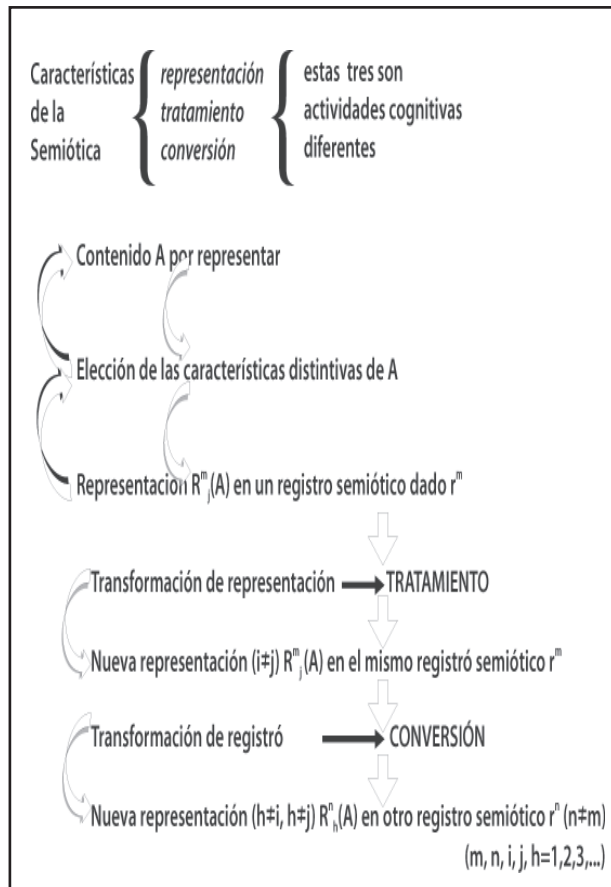 Características
de la
Semiótica
representación
tratamiento
conversión
estas tres son
actividades cognitivas
diferentes
Contenido A por representar
Elección de las características distintivas de A
Representación R^m_j(A) en un registro semiótico dado r^m
Transformación de representación TRATAMIENTO
Nueva representación (i≠j) R^m_j(A) en el mismo registró semiótico r^m
Transformación de registró CONVERSIÓN
Nueva representación (h≠i, h≠j) R^n_h(A) en otro registro semiótico r^n (n≠m)
(m, n, i, j, h=1,2,3,...)